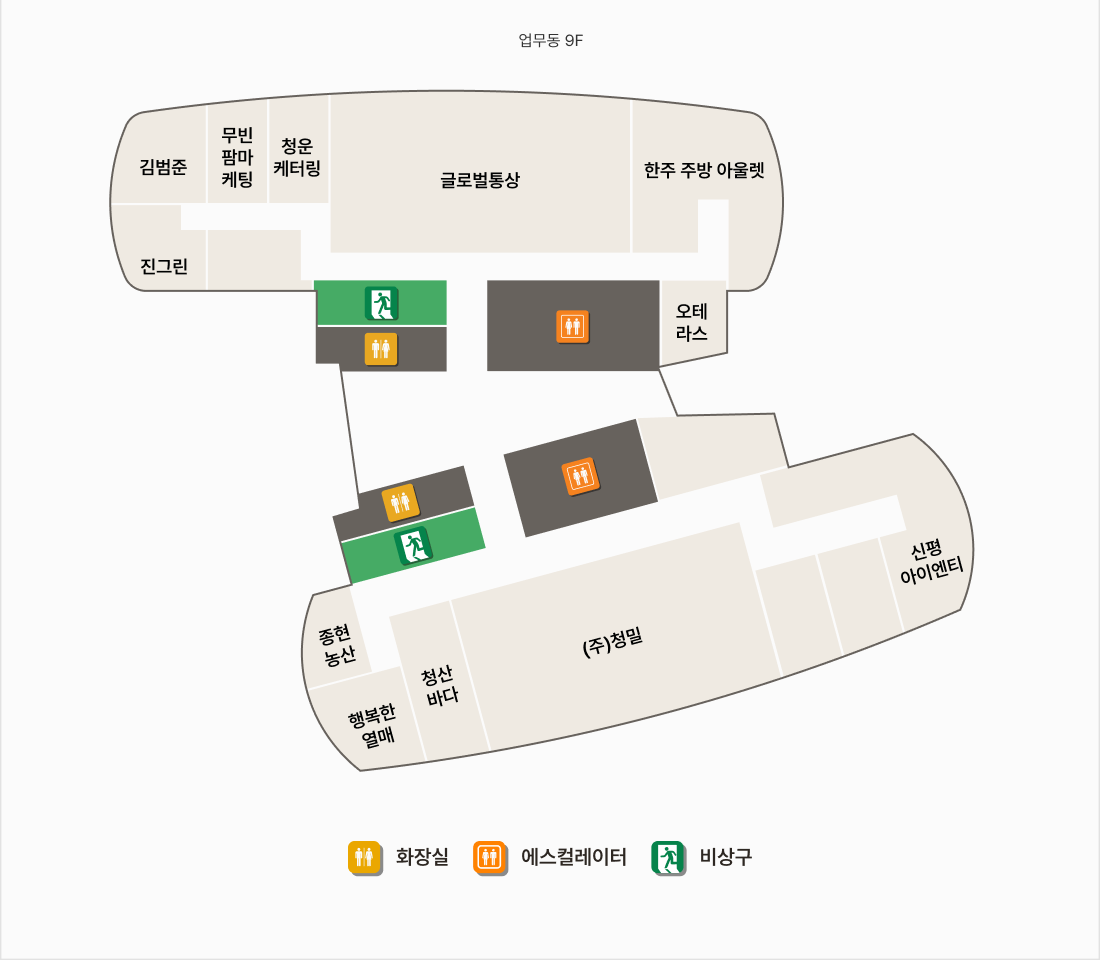 업무동 9F
김범준
무빈
팜마
케팅
청운
케터링
글로벌통상
한주 주방 아울렛
진그린
오테
라스
신평
아이엔티
(주)청밀
종현
농산
청산
바다
행복한
열매
화장실
에스컬레이터
비상구